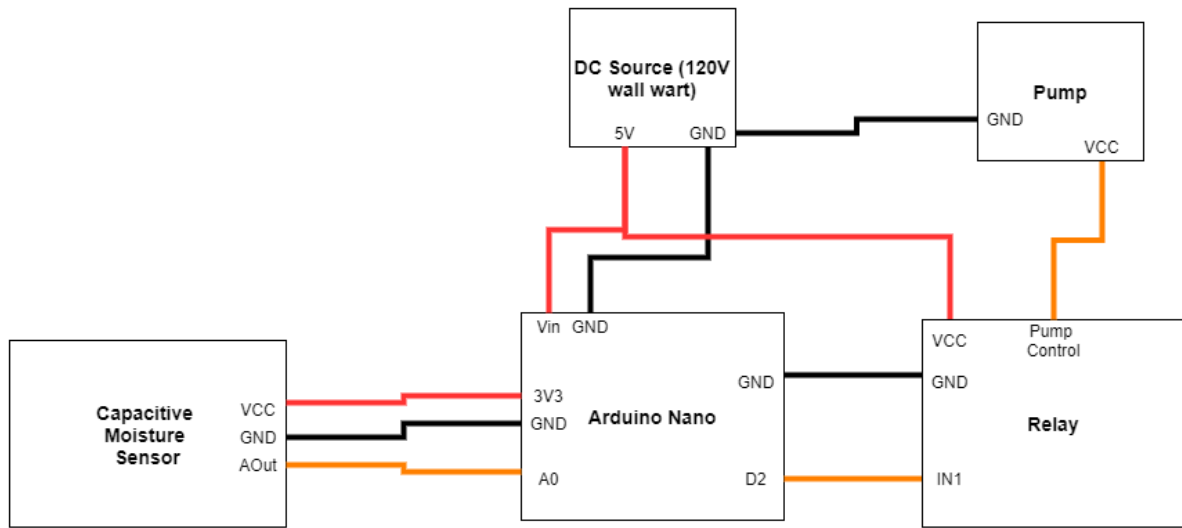 DC Source (120V
wall wart)
5V
GND
Pump
GND
VCC
Vin
GND
3V3
GND
A0
Arduino Nano
GND
D2
VCC
Pump
Control
GND
Relay
IN1
Capacitive
Moisture
Sensor
VCC
GND
AOut